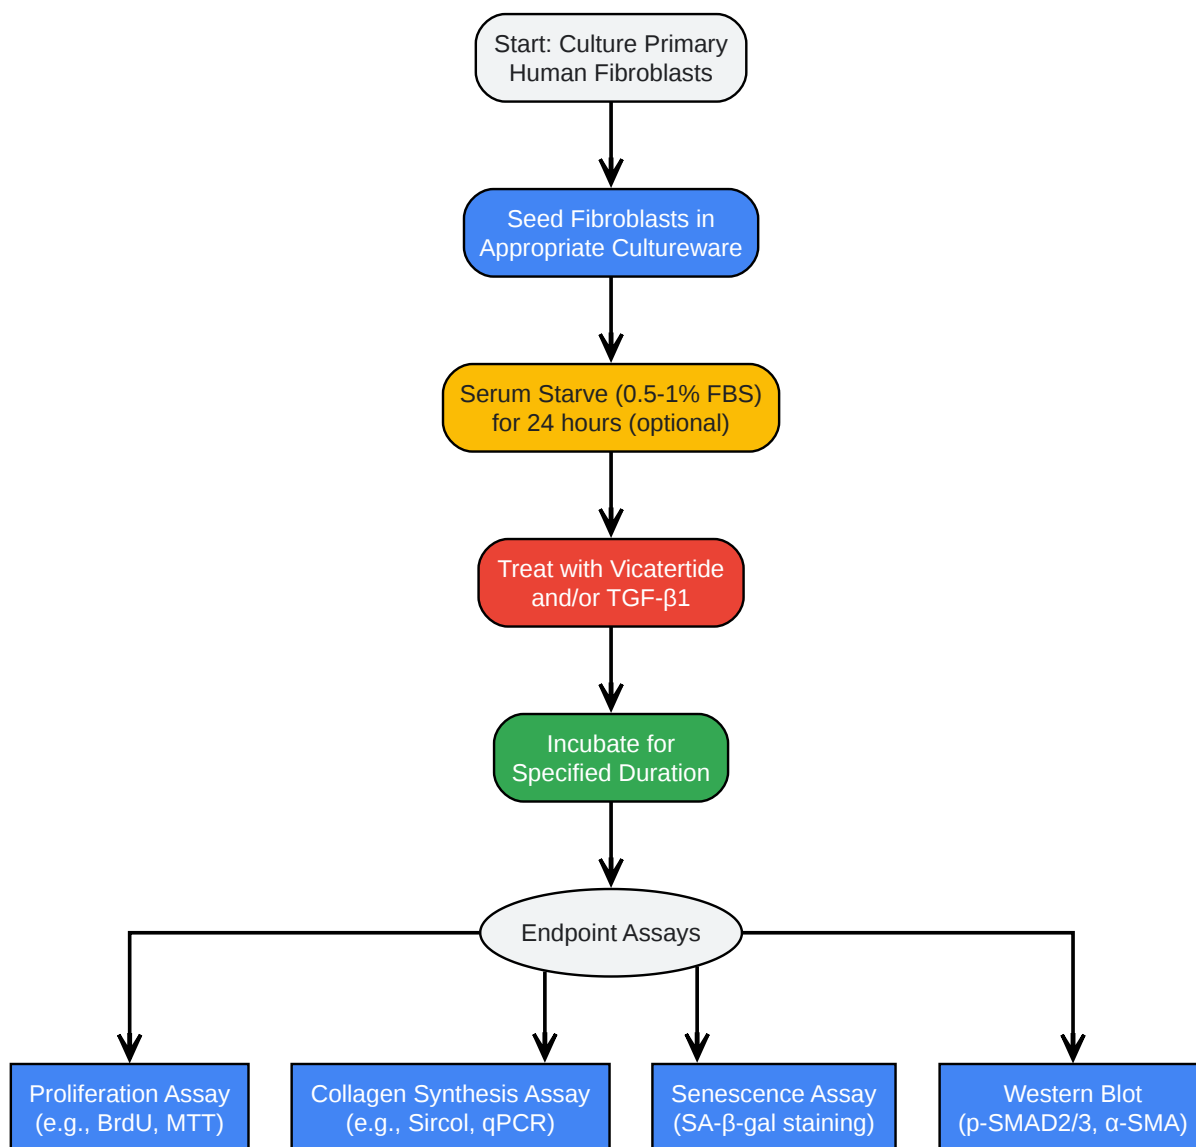 Start: Culture Primary
Human Fibroblasts
Seed Fibroblasts in
Appropriate Cultureware
Serum Starve (0.5-1% FBS)
for 24 hours (optional)
Treat with Vicatertide
and/or TGF-β1
Incubate for
Specified Duration
Endpoint Assays
Proliferation Assay
(e.g., BrdU, MTT)
Collagen Synthesis Assay
(e.g., Sircol, qPCR)
Senescence Assay
(SA-β-gal staining)
Western Blot
(p-SMAD2/3, α-SMA)